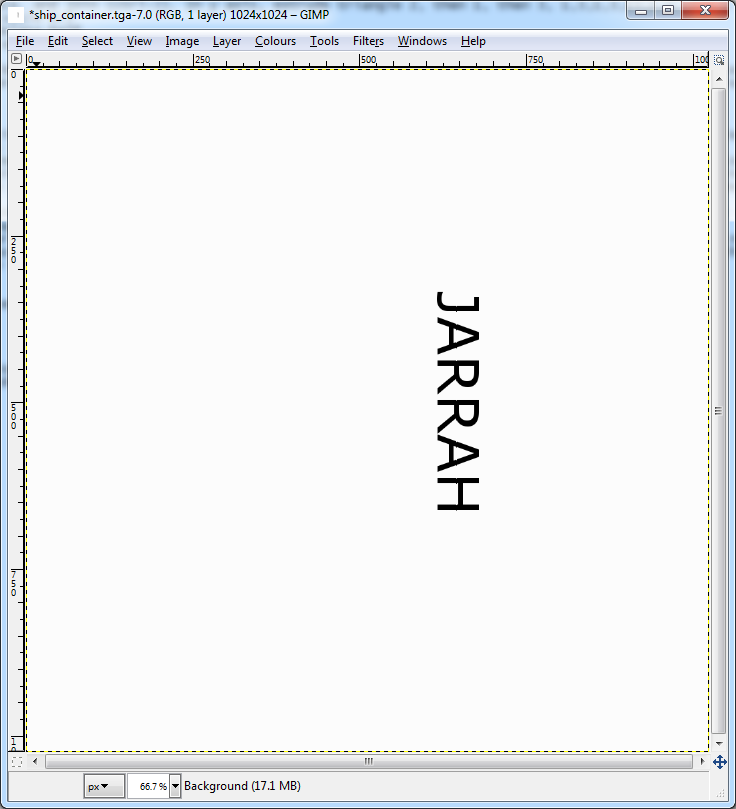 *ship_container.tga-7.0 (RGB, 1 layer) 1024x1024 – GIMP
File Edit Select View Image Layer Colours Tools Filters Windows Help
0 250 500 750 100
0
250
500
750
1
JARRAH
px 66.7 % Background (17.1 MB)